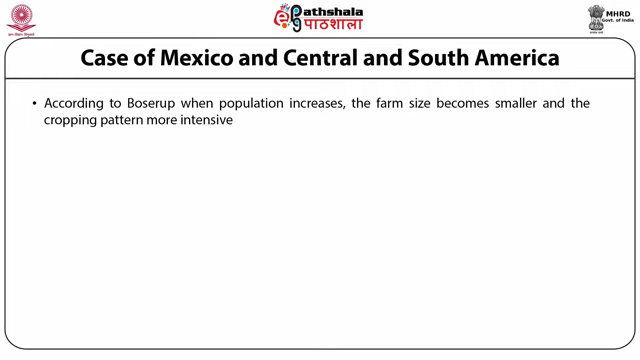 Pathshala
पाठशाला
MHRD
Govt. of India
Case of Mexico and Central and South America
• According to Boserup when population increases, the farm size becomes smaller and the
cropping pattern more intensive